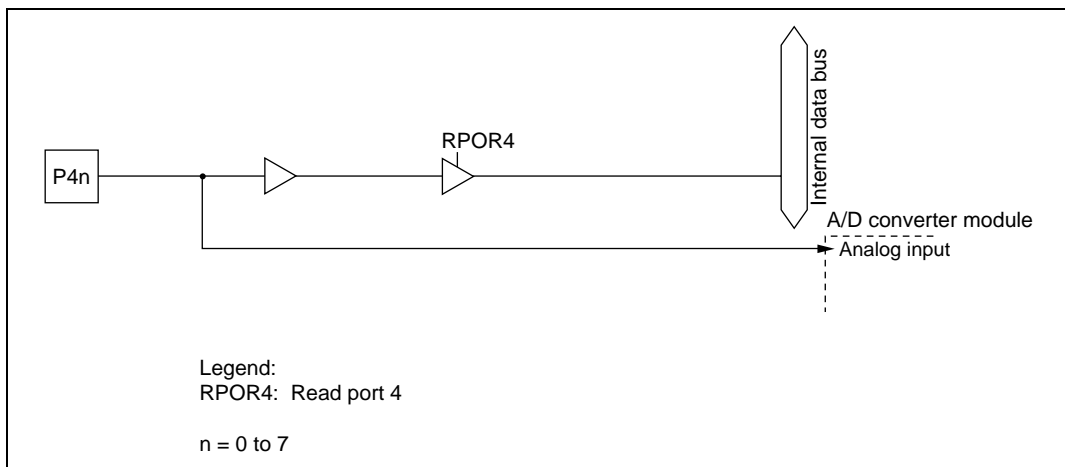 RPOR4
P4n
Internal data bus
A/D converter module
Analog input
Legend:
RPOR4: Read port 4
n = 0 to 7